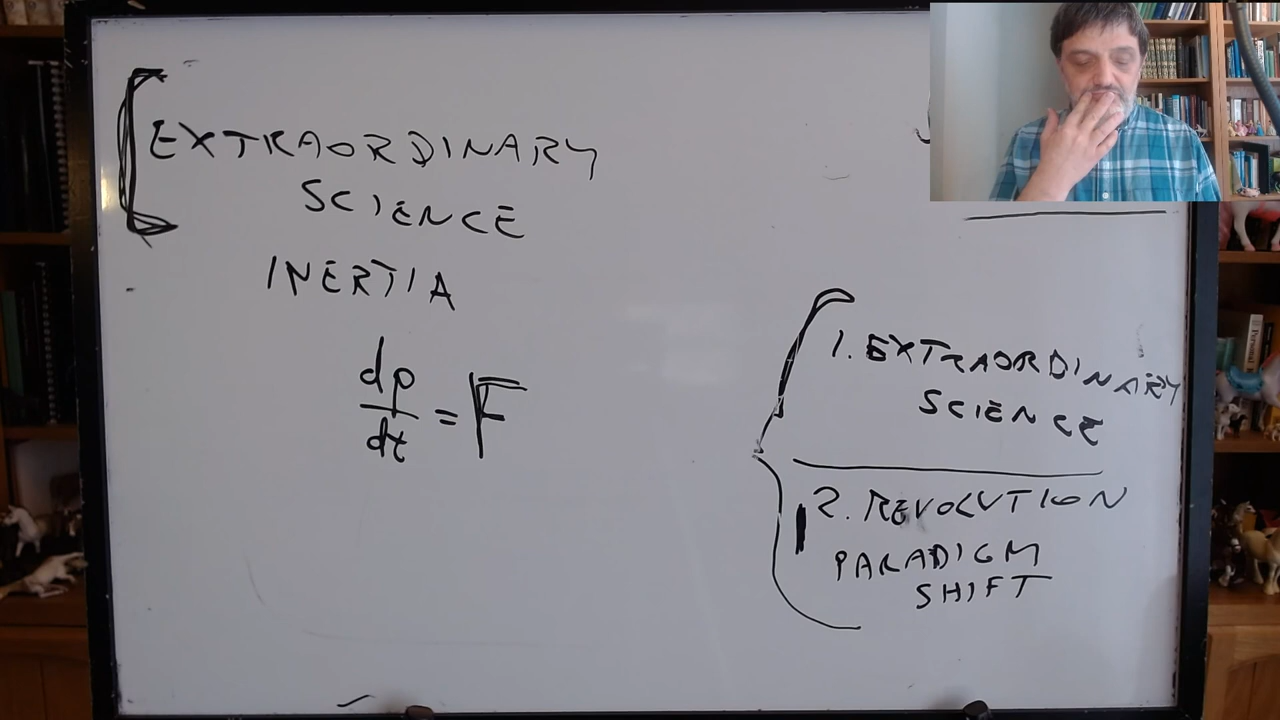 EXTRAORDINARY
SCIENCE
INERTIA
dp/dt = F
1. EXTRAORDINARY
SCIENCE
2. REVOLUTION
PARADIGM
SHIFT